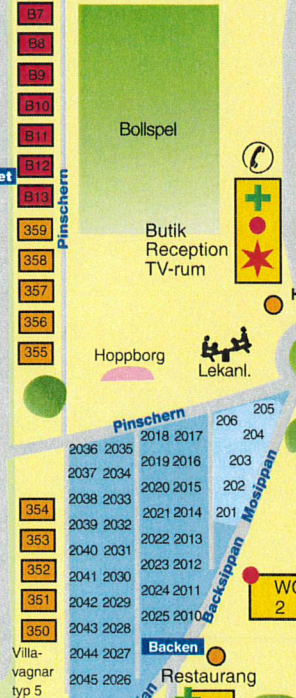 B7
B8
B9
B10
B11
B12
B13
et
Pinschern
359
358
357
356
355
Bollspel
Butik
Reception
TV-rum
H
Hoppborg
Lekanl.
Pinschern
206 205
204
203
202
201
2036 2035
2037 2034
2038 2033
2039 2032
2040 2031
2041 2030
2042 2029
2043 2028
2044 2027
2045 2026
2018 2017
2019 2016
2020 2015
2021 2014
2022 2013
2023 2012
2024 2011
2025 2010
Backsippan
Mosippan
354
353
352
351
350
Villa-
vagnar
typ 5
Backen
WC
2
Restaurang